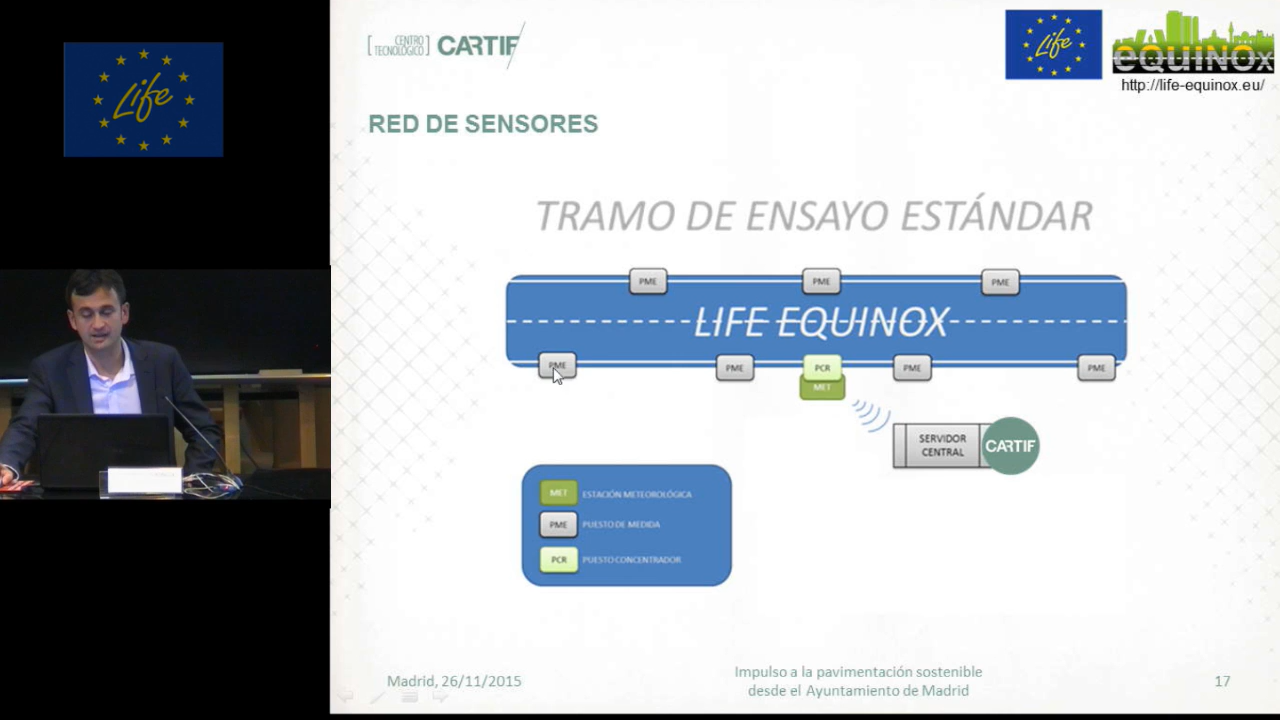 Life
[CENTRO TECNOLÓGICO] CARTIF
Life
eQUINOx
http://life-equinox.eu/
RED DE SENSORES
TRAMO DE ENSAYO ESTÁNDAR
PME PME PME
LIFE EQUINOX
PME PME PCR PME PME
MET
SERVIDOR
CENTRAL
CARTIF
MET ESTACIÓN METEOROLÓGICA
PME PUESTO DE MEDIDA
PCR PUESTO CONCENTRADOR
Madrid, 26/11/2015
Impulso a la pavimentación sostenible
desde el Ayuntamiento de Madrid
17